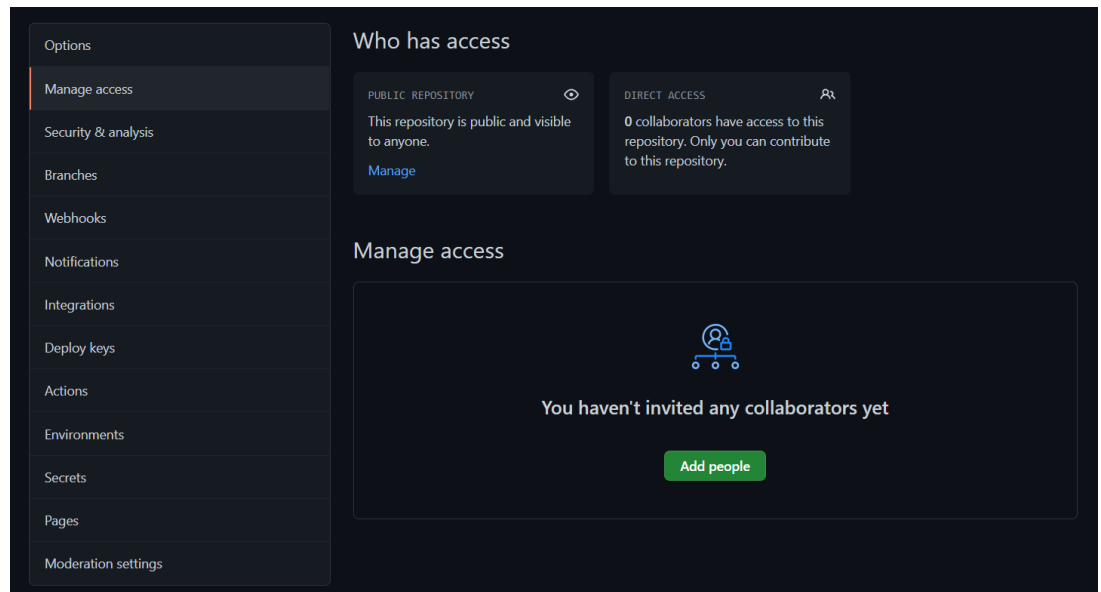 Options
Manage access
Security & analysis
Branches
Webhooks
Notifications
Integrations
Deploy keys
Actions
Environments
Secrets
Pages
Moderation settings
Who has access
PUBLIC REPOSITORY
This repository is public and visible
to anyone.
Manage
DIRECT ACCESS
0 collaborators have access to this
repository. Only you can contribute
to this repository.
Manage access
You haven't invited any collaborators yet
Add people